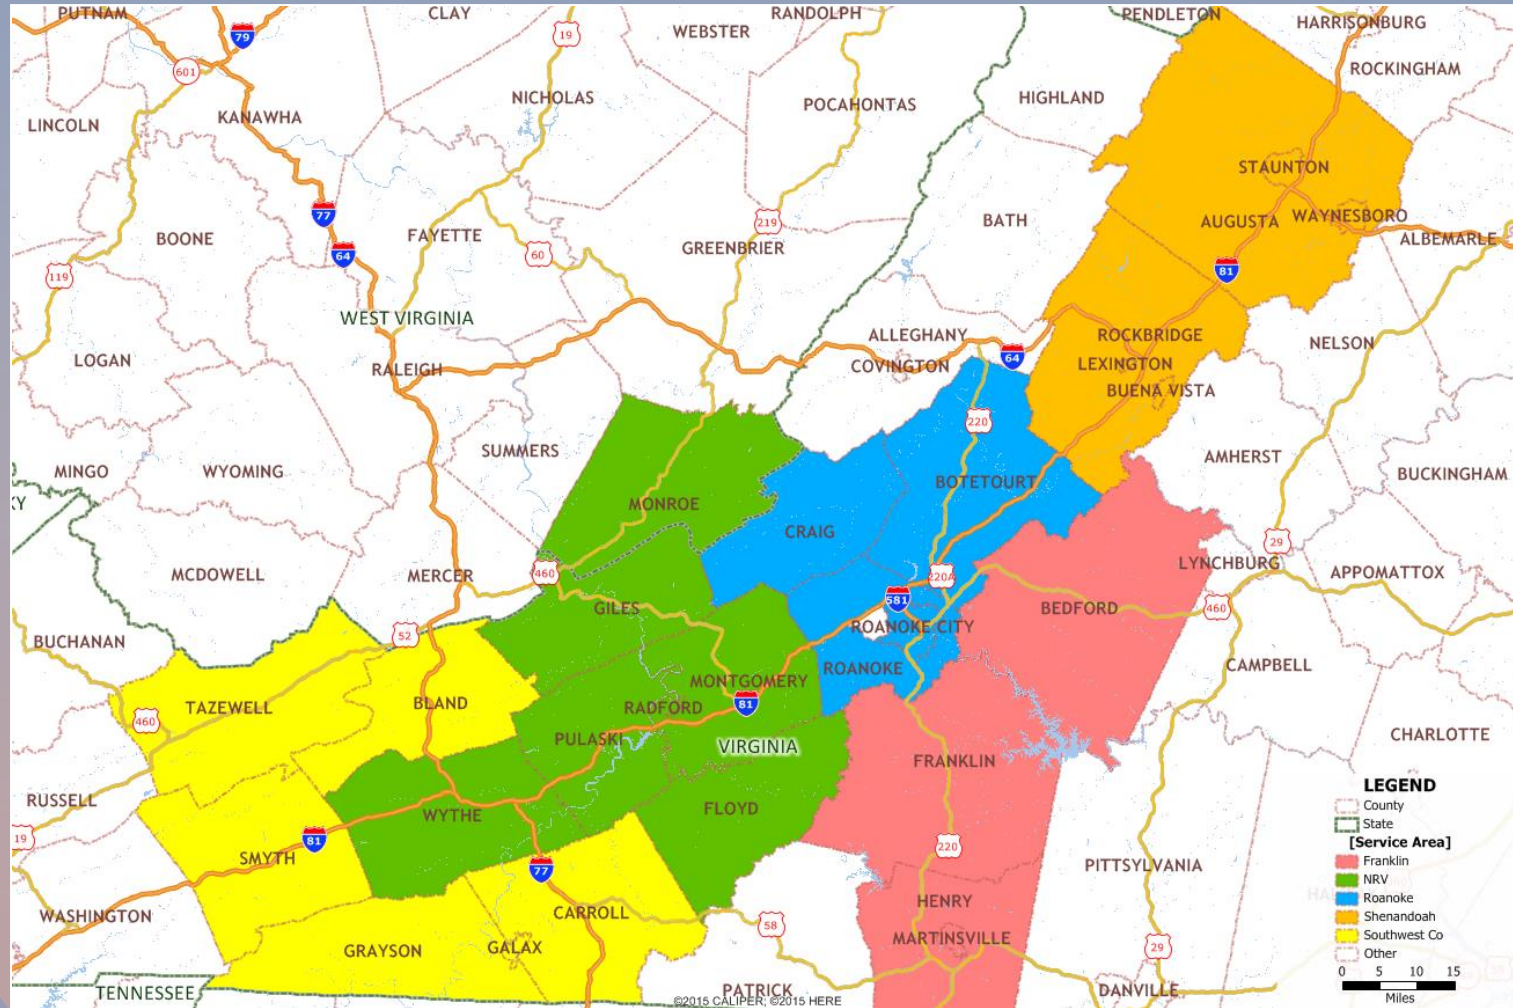 PUTNAM
CLAY
RANDOLPH
PENDLETON
HARRISONBURG
79
19
WEBSTER
601
ROCKINGHAM
NICHOLAS
POCAHONTAS
HIGHLAND
KANAWHA
LINCOLN
STAUNTON
77
219
BATH
AUGUSTA
WAYNESBORO
BOONE
FAYETTE
GREENBRIER
ALBEMARLE
64
60
119
81
WEST VIRGINIA
ALLEGHANY
ROCKBRIDGE
NELSON
LOGAN
RALEIGH
COVINGTON
64
LEXINGTON
BUENA VISTA
220
SUMMERS
AMHERST
MINGO
WYOMING
BUCKINGHAM
KY
MONROE
BOTETOURT
CRAIG
29
MCDOWELL
MERCER
460
220A
LYNCHBURG
APPOMATTOX
581
GILES
BEDFORD
460
BUCHANAN
52
ROANOKE CITY
ROANOKE
CAMPBELL
TAZEWELL
BLAND
MONTGOMERY
RADFORD
81
460
PULASKI
VIRGINIA
CHARLOTTE
FRANKLIN
RUSSELL
WYTHE
FLOYD
19
81
SMYTH
220
77
PITTSYLVANIA
WASHINGTON
CARROLL
HENRY
58
GRAYSON
GALAX
MARTINSVILLE
29
TENNESSEE
PATRICK
DANVILLE
©2015 CALIPER; ©2015 HERE
LEGEND
County
State
[Service Area]
Franklin
NRV
Roanoke
Shenandoah
Southwest Co
Other
0 5 10 15
Miles